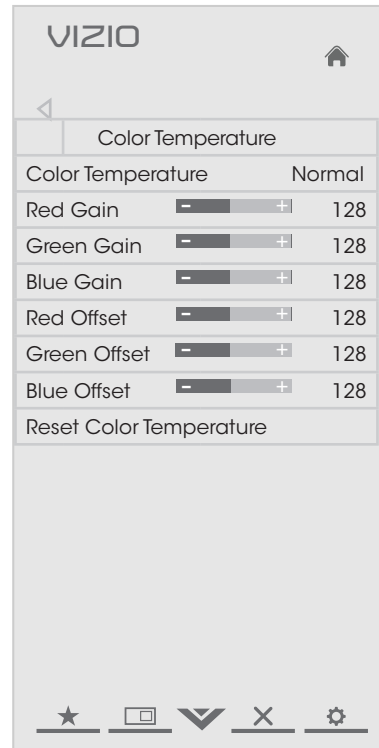 VIZIO
Color Temperature
Color Temperature Normal
Red Gain - + 128
Green Gain - + 128
Blue Gain - + 128
Red Offset - + 128
Green Offset - + 128
Blue Offset - + 128
Reset Color Temperature